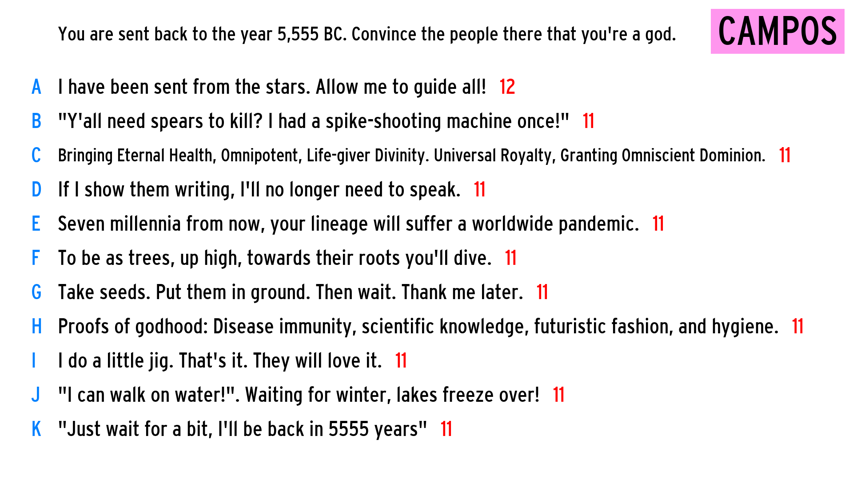 You are sent back to the year 5,555 BC. Convince the people there that you're a god.
CAMPOS
A I have been sent from the stars. Allow me to guide all! 12
B "Y'all need spears to kill? I had a spike-shooting machine once!" 11
C Bringing Eternal Health, Omnipotent, Life-giver Divinity. Universal Royalty, Granting Omniscient Dominion. 11
D If I show them writing, I'll no longer need to speak. 11
E Seven millennia from now, your lineage will suffer a worldwide pandemic. 11
F To be as trees, up high, towards their roots you'll dive. 11
G Take seeds. Put them in ground. Then wait. Thank me later. 11
H Proofs of godhood: Disease immunity, scientific knowledge, futuristic fashion, and hygiene. 11
I I do a little jig. That's it. They will love it. 11
J "I can walk on water!". Waiting for winter, lakes freeze over! 11
K "Just wait for a bit, I'll be back in 5555 years" 11